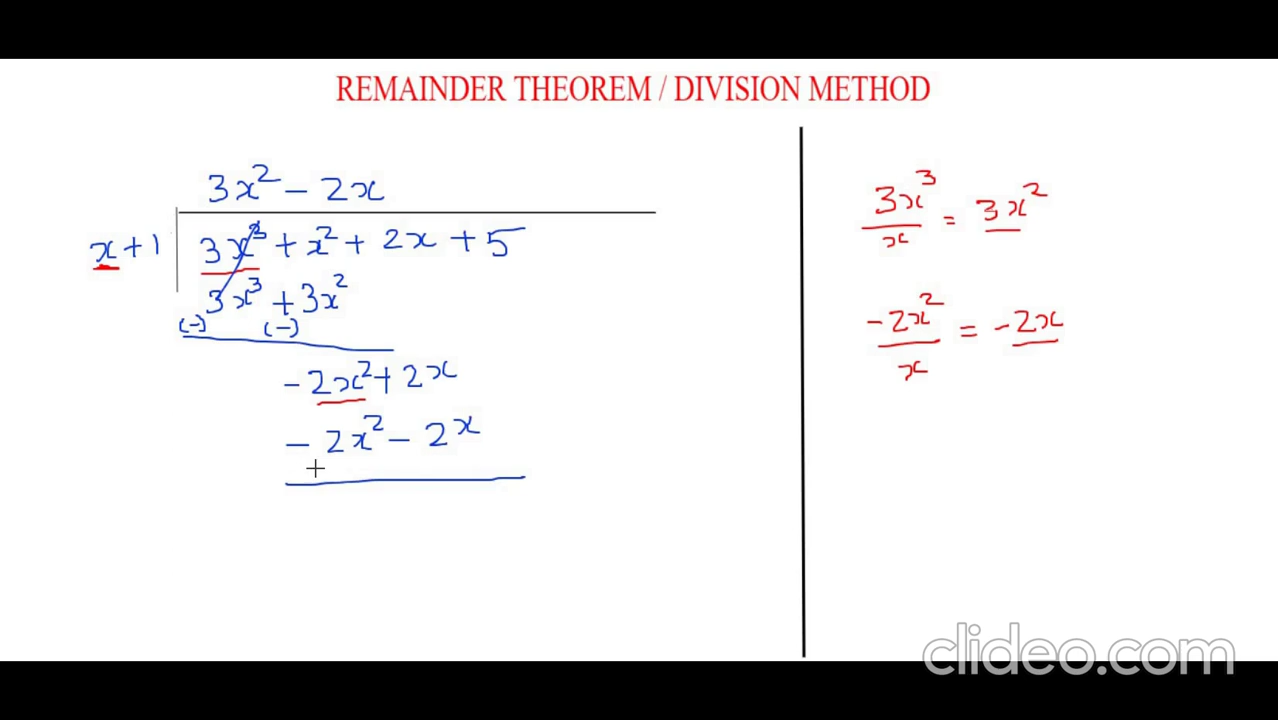 REMAINDER THEOREM / DIVISION METHOD
3x² - 2x
x + 1
3x³ + x² + 2x + 5
3x³ + 3x²
(-) (-)
-2x² + 2x
-2x² - 2x
+
3x³/x = 3x²
-2x²/x = -2x
clideo.com